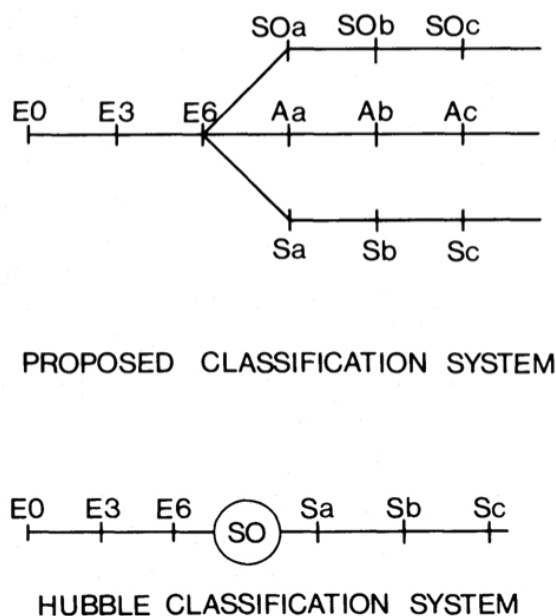 SOa SOb SOc
E0 E3 E6 Aa Ab Ac
Sa Sb Sc
PROPOSED CLASSIFICATION SYSTEM
E0 E3 E6 SO Sa Sb Sc
HUBBLE CLASSIFICATION SYSTEM